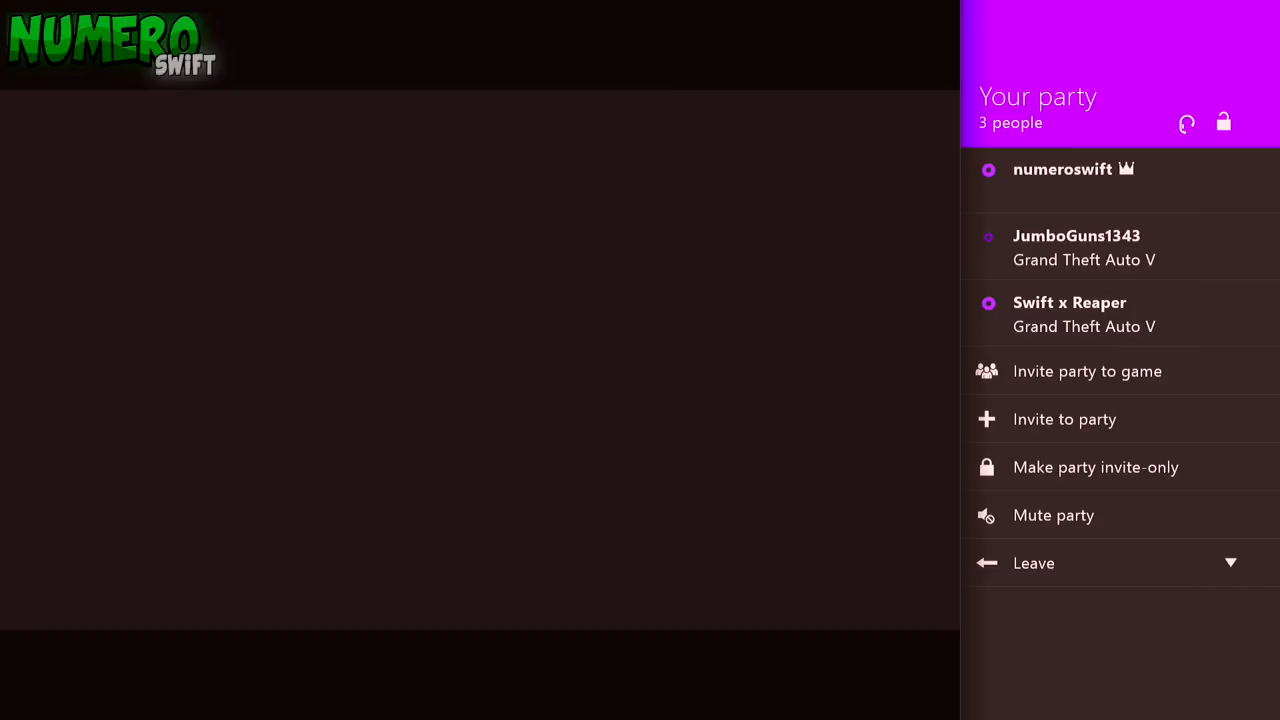 NUMERO
SWiFT
Your party
3 people
numeroswift
JumboGuns1343
Grand Theft Auto V
Swift x Reaper
Grand Theft Auto V
Invite party to game
Invite to party
Make party invite-only
Mute party
Leave